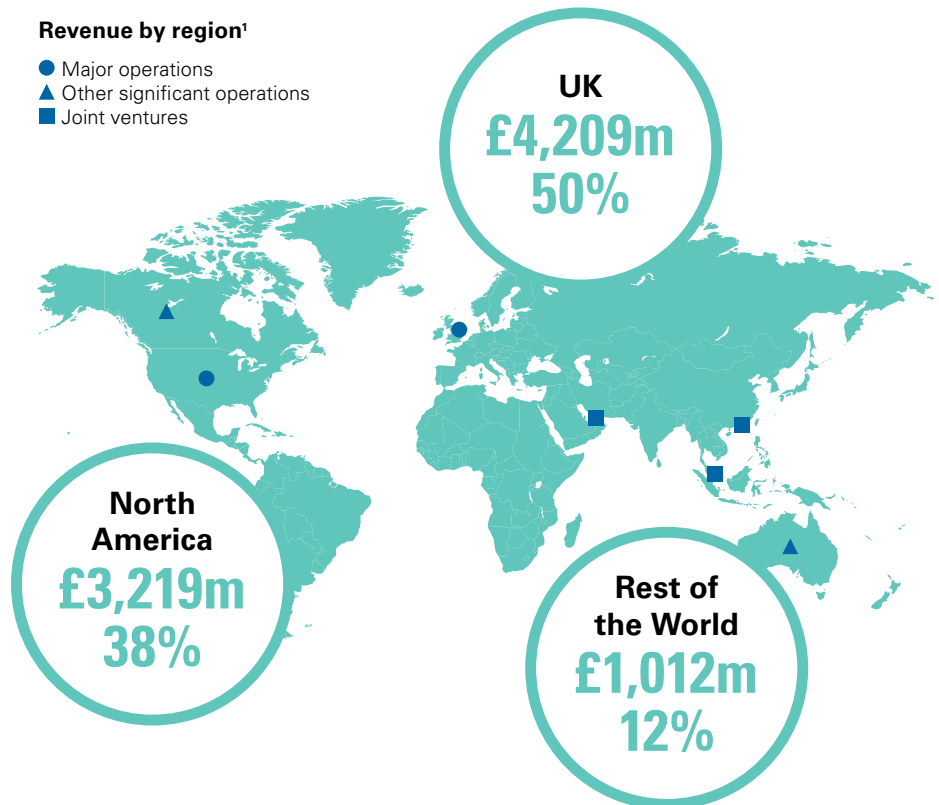 Revenue by region¹
Major operations
Other significant operations
Joint ventures
UK
£4,209m
50%
North
America
£3,219m
38%
Rest of
the World
£1,012m
12%